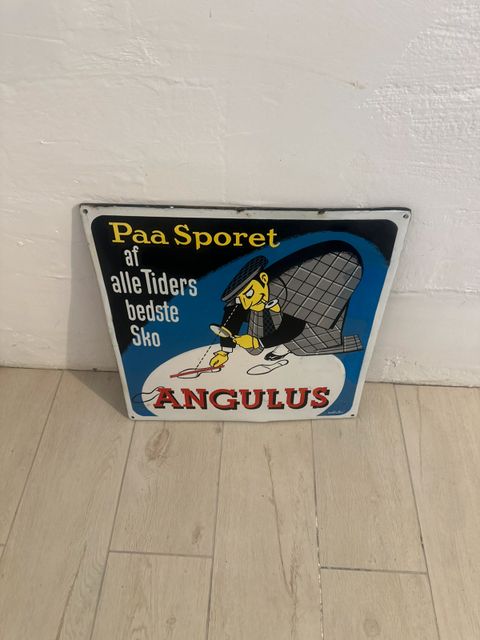 Paa Sporet
af
alle Tiders
bedste
Sko
ANGULUS